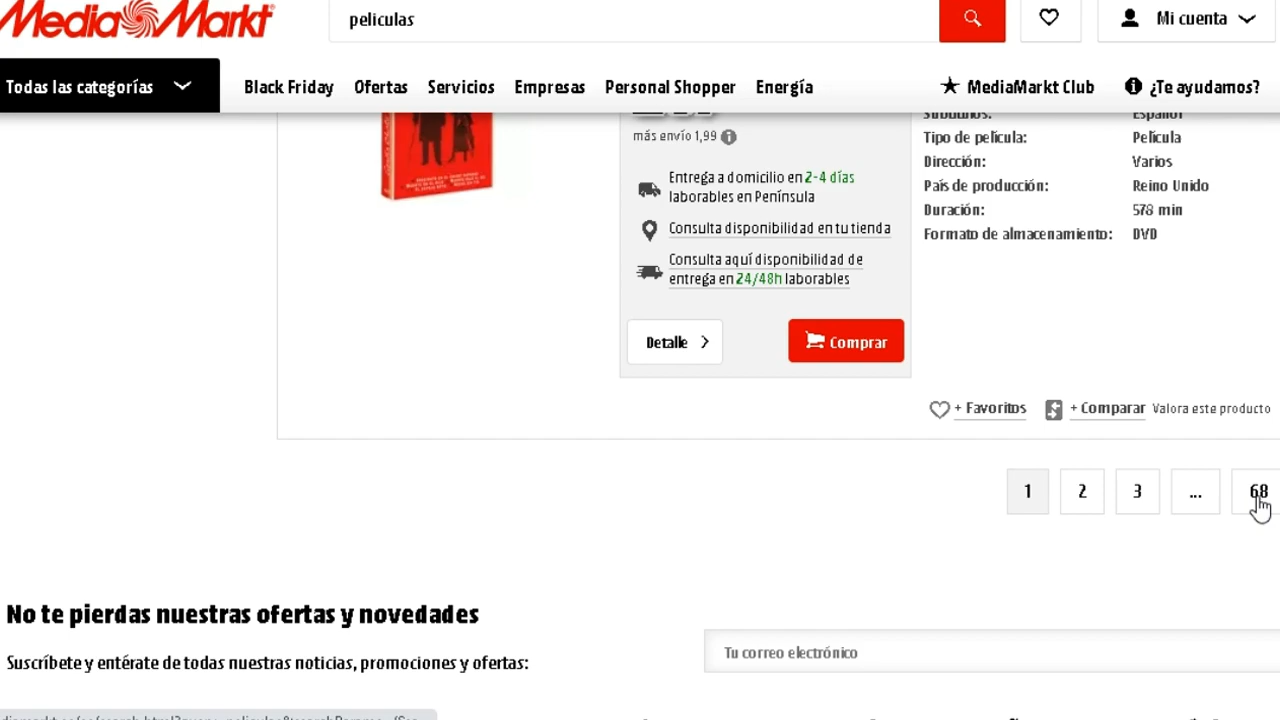 MediaMarkt
peliculas
Mi cuenta
Todas las categorías
Black Friday
Ofertas
Servicios
Empresas
Personal Shopper
Energía
MediaMarkt Club
¿Te ayudamos?
más envío 1,99
Entrega a domicilio en 2-4 días
laborables en Península
Consulta disponibilidad en tu tienda
Consulta aquí disponibilidad de
entrega en 24/48h laborables
Detalle
Comprar
Subtítulos: Español
Tipo de película: Película
Dirección: Varios
País de producción: Reino Unido
Duración: 578 min
Formato de almacenamiento: DVD
+ Favoritos
+ Comparar
Valora este producto
1 2 3 ... 68
No te pierdas nuestras ofertas y novedades
Suscríbete y entérate de todas nuestras noticias, promociones y ofertas:
Tu correo electrónico